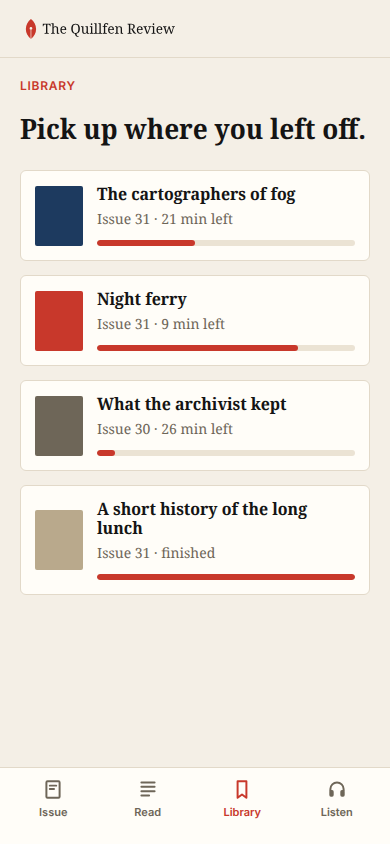 The Quillfen Review
LIBRARY
Pick up where you left off.
The cartographers of fog
Issue 31 · 21 min left
Night ferry
Issue 31 · 9 min left
What the archivist kept
Issue 30 · 26 min left
A short history of the long
lunch
Issue 31 · finished
Issue
Read
Library
Listen